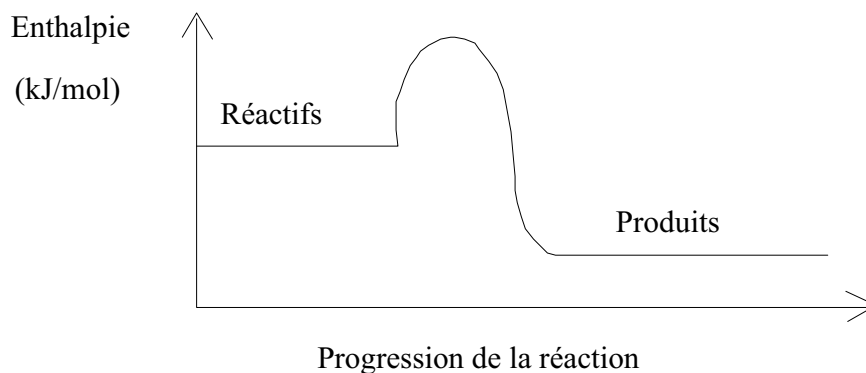 Enthalpie
(kJ/mol)
Réactifs
Produits
Progression de la réaction